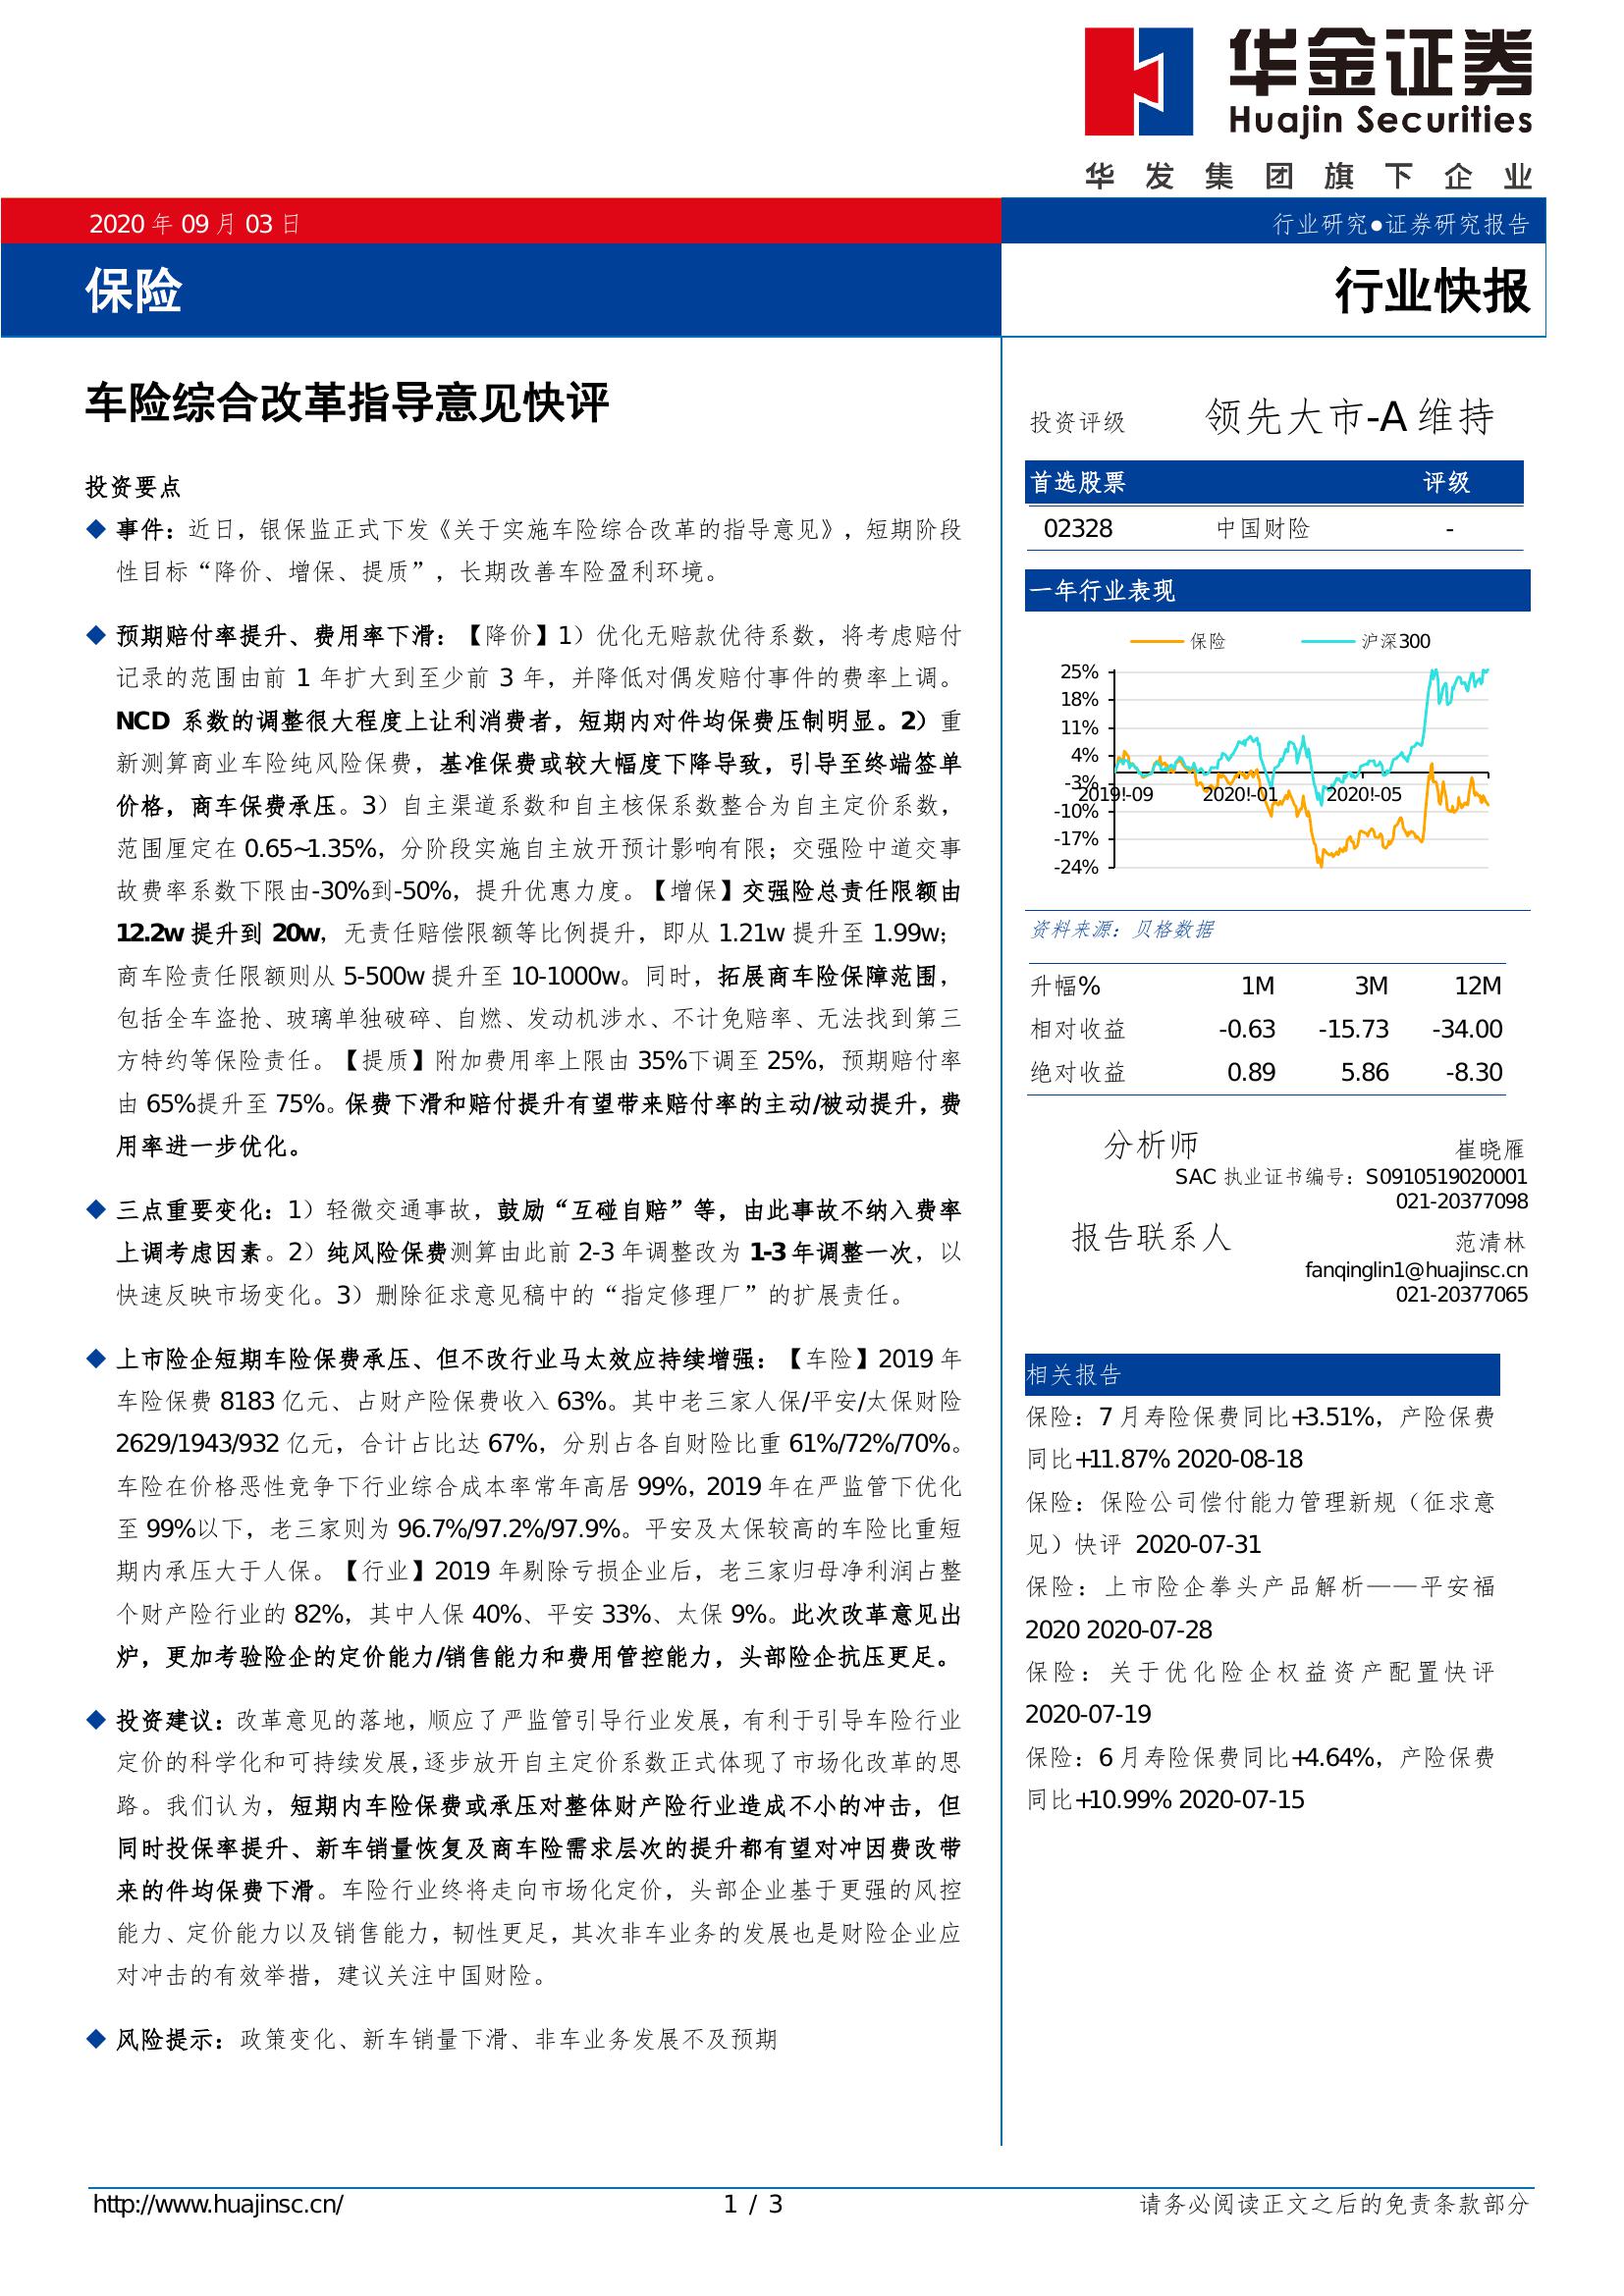 华金证券
Huajin Securities
华发集团旗下企业
2020 年 09 月 03 日
行业研究●证券研究报告
保险
行业快报
车险综合改革指导意见快评
投资要点
◆ 事件：近日，银保监正式下发《关于实施车险综合改革的指导意见》，短期阶段
性目标“降价、增保、提质”，长期改善车险盈利环境。
◆ 预期赔付率提升、费用率下滑：【降价】1）优化无赔款优待系数，将考虑赔付
记录的范围由前 1 年扩大到至少前 3 年，并降低对偶发赔付事件的费率上调。
NCD 系数的调整很大程度上让利消费者，短期内对件均保费压制明显。2）重
新测算商业车险纯风险保费，基准保费或较大幅度下降导致，引导至终端签单
价格，商车保费承压。3）自主渠道系数和自主核保系数整合为自主定价系数，
范围厘定在 0.65~1.35%，分阶段实施自主放开预计影响有限；交强险中道交事
故费率系数下限由-30%到-50%，提升优惠力度。【增保】交强险总责任限额由
12.2w 提升到 20w，无责任赔偿限额等比例提升，即从 1.21w 提升至 1.99w；
商车险责任限额则从 5-500w 提升至 10-1000w。同时，拓展商车险保障范围，
包括全车盗抢、玻璃单独破碎、自燃、发动机涉水、不计免赔率、无法找到第三
方特约等保险责任。【提质】附加费用率上限由 35%下调至 25%，预期赔付率
由 65%提升至 75%。保费下滑和赔付提升有望带来赔付率的主动/被动提升，费
用率进一步优化。
◆ 三点重要变化：1）轻微交通事故，鼓励“互碰自赔”等，由此事故不纳入费率
上调考虑因素。2）纯风险保费测算由此前 2-3 年调整改为 1-3 年调整一次，以
快速反映市场变化。3）删除征求意见稿中的“指定修理厂”的扩展责任。
◆ 上市险企短期车险保费承压、但不改行业马太效应持续增强：【车险】2019 年
车险保费 8183 亿元、占财产险保费收入 63%。其中老三家人保/平安/太保财险
2629/1943/932 亿元，合计占比达 67%，分别占各自财险比重 61%/72%/70%。
车险在价格恶性竞争下行业综合成本率常年高居 99%，2019 年在严监管下优化
至 99%以下，老三家则为 96.7%/97.2%/97.9%。平安及太保较高的车险比重短
期内承压大于人保。【行业】2019 年剔除亏损企业后，老三家归母净利润占整
个财产险行业的 82%，其中人保 40%、平安 33%、太保 9%。此次改革意见出
炉，更加考验险企的定价能力/销售能力和费用管控能力，头部险企抗压更足。
◆ 投资建议：改革意见的落地，顺应了严监管引导行业发展，有利于引导车险行业
定价的科学化和可持续发展，逐步放开自主定价系数正式体现了市场化改革的思
路。我们认为，短期内车险保费或承压对整体财产险行业造成不小的冲击，但
同时投保率提升、新车销量恢复及商车险需求层次的提升都有望对冲因费改带
来的件均保费下滑。车险行业终将走向市场化定价，头部企业基于更强的风控
能力、定价能力以及销售能力，韧性更足，其次非车业务的发展也是财险企业应
对冲击的有效举措，建议关注中国财险。
◆ 风险提示：政策变化、新车销量下滑、非车业务发展不及预期
投资评级 领先大市-A 维持
首选股票 评级
02328 中国财险 -
一年行业表现
保险 沪深300
25%
18%
11%
4%
-3%
2019!-09 2020!-01 2020!-05
-10%
-17%
-24%
资料来源：贝格数据
升幅% 1M 3M 12M
相对收益 -0.63 -15.73 -34.00
绝对收益 0.89 5.86 -8.30
分析师 崔晓雁
SAC 执业证书编号：S0910519020001
021-20377098
报告联系人 范清林
fanqinglin1@huajinsc.cn
021-20377065
相关报告
保险：7 月寿险保费同比+3.51%，产险保费
同比+11.87% 2020-08-18
保险：保险公司偿付能力管理新规（征求意
见）快评 2020-07-31
保险：上市险企拳头产品解析——平安福
2020 2020-07-28
保险：关于优化险企权益资产配置快评
2020-07-19
保险：6 月寿险保费同比+4.64%，产险保费
同比+10.99% 2020-07-15
http://www.huajinsc.cn/ 1 / 3 请务必阅读正文之后的免责条款部分